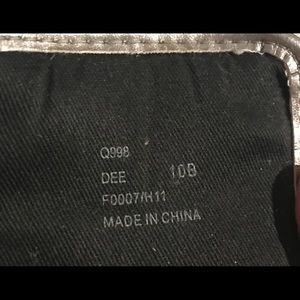 Q998
DEE 10B
F0007/H11
MADE IN CHINA